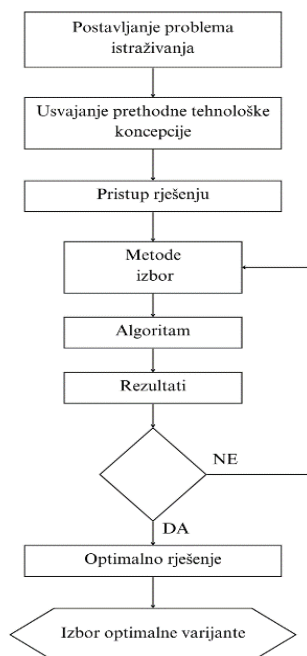 Postavljanje problema
istraživanja
Usvajanje prethodne tehnološke
koncepcije
Pristup rješenju
Metode
izbor
Algoritam
Rezultati
NE
DA
Optimalno rješenje
Izbor optimalne varijante